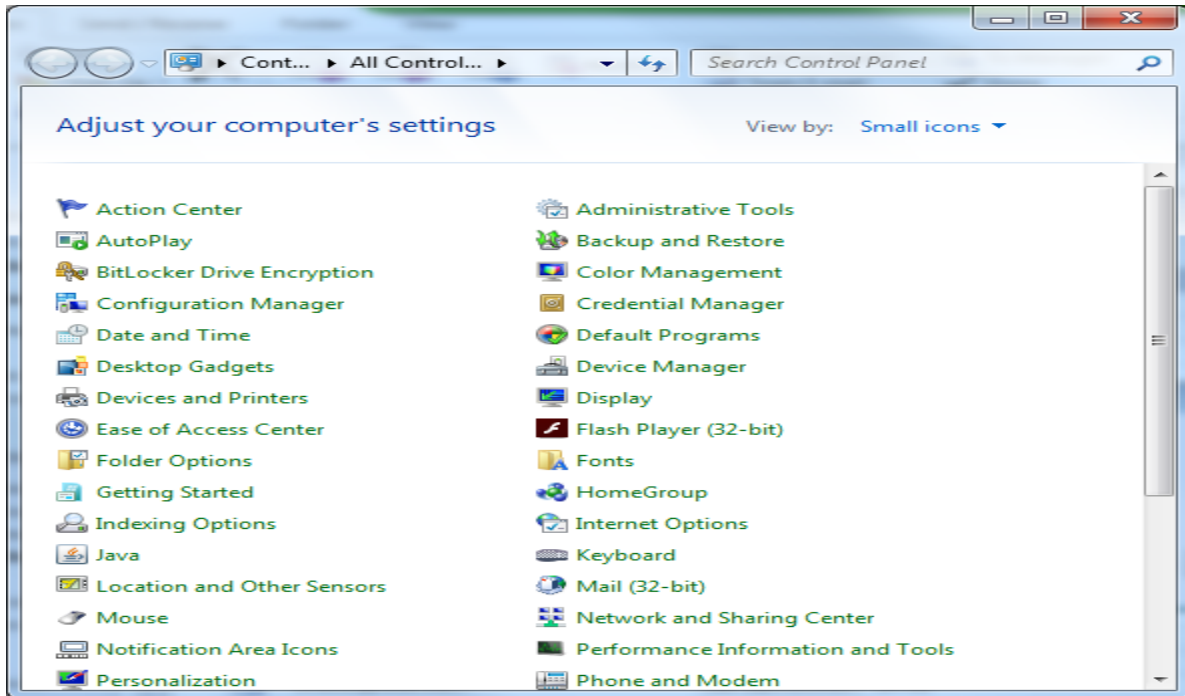 Cont... All Control... Search Control Panel
Adjust your computer's settings View by: Small icons
Action Center Administrative Tools
AutoPlay Backup and Restore
BitLocker Drive Encryption Color Management
Configuration Manager Credential Manager
Date and Time Default Programs
Desktop Gadgets Device Manager
Devices and Printers Display
Ease of Access Center Flash Player (32-bit)
Folder Options Fonts
Getting Started HomeGroup
Indexing Options Internet Options
Java Keyboard
Location and Other Sensors Mail (32-bit)
Mouse Network and Sharing Center
Notification Area Icons Performance Information and Tools
Personalization Phone and Modem